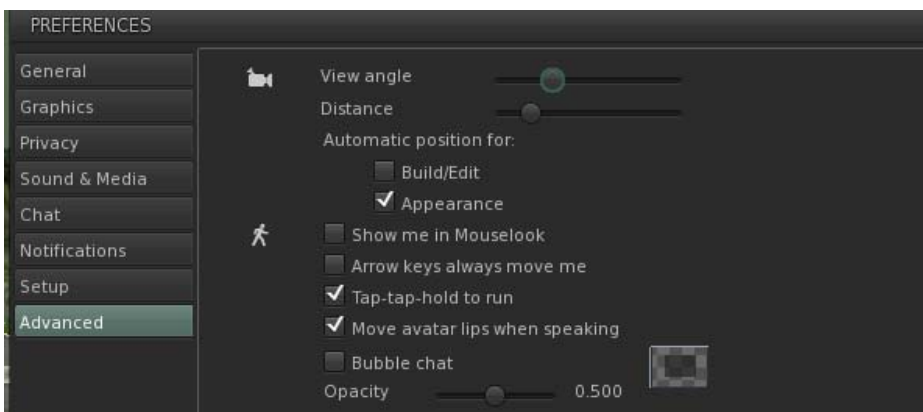 PREFERENCES
General
Graphics
Privacy
Sound & Media
Chat
Notifications
Setup
Advanced
View angle
Distance
Automatic position for:
Build/Edit
Appearance
Show me in Mouselook
Arrow keys always move me
Tap-tap-hold to run
Move avatar lips when speaking
Bubble chat
Opacity 0.500